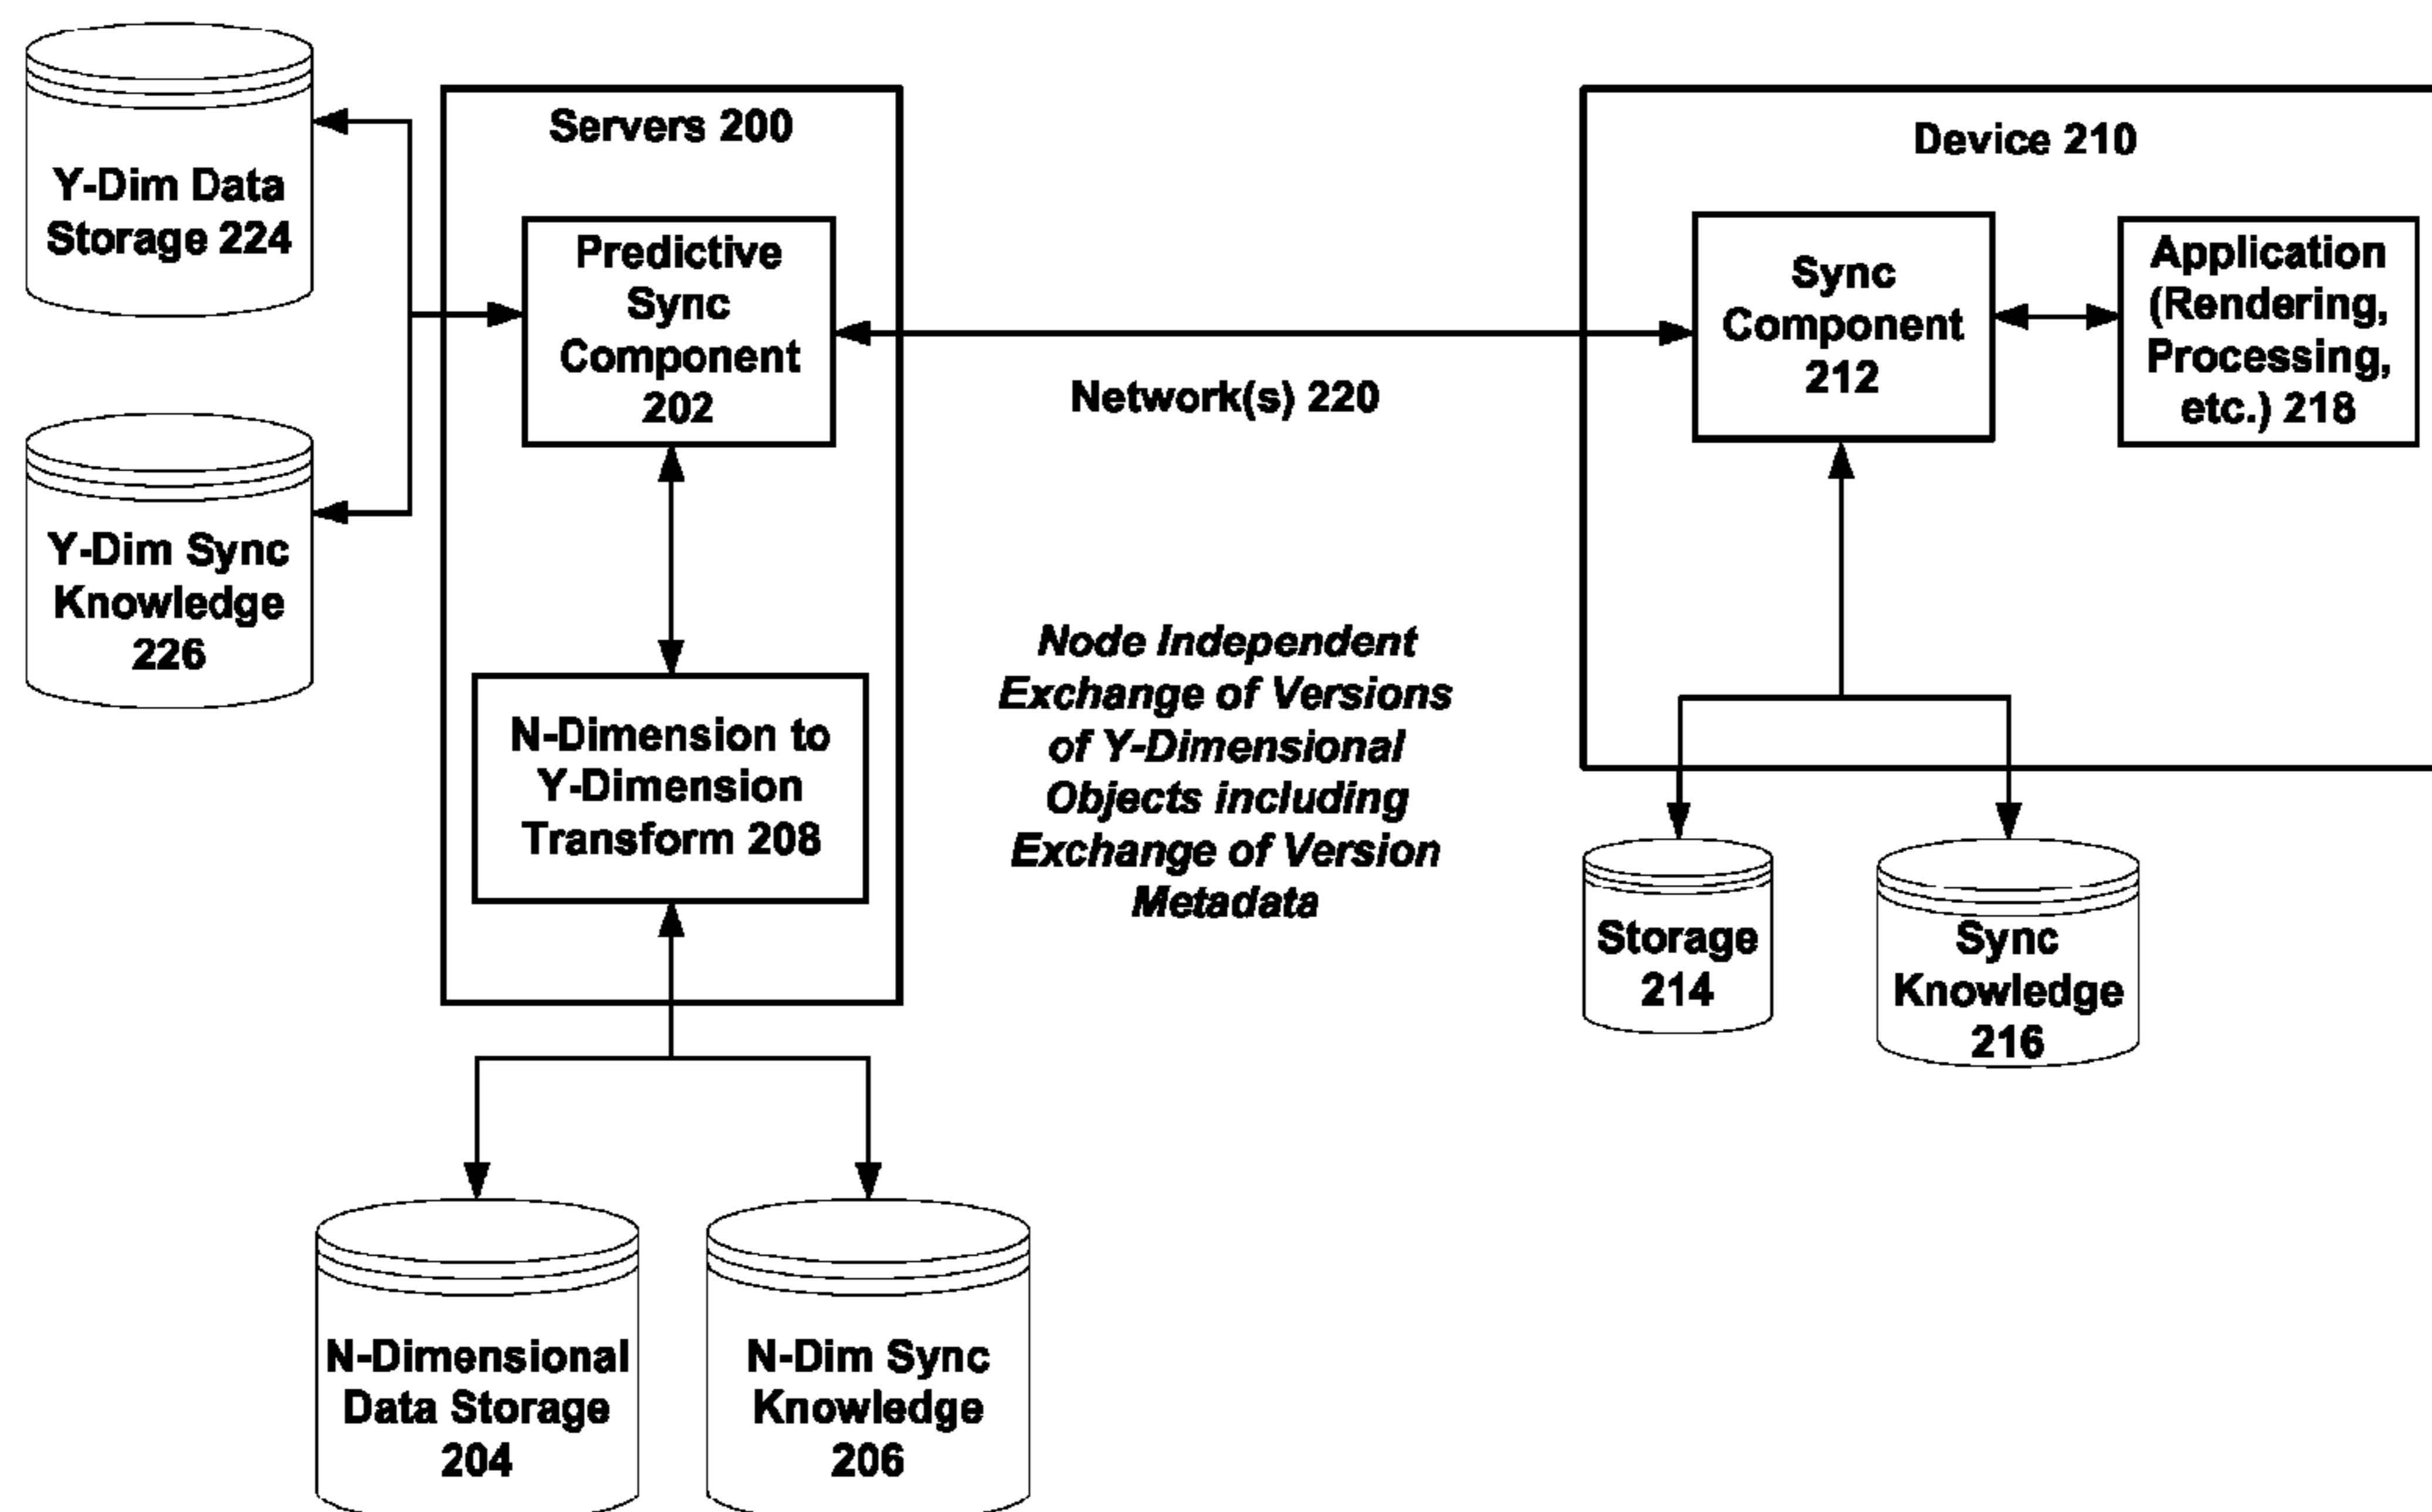 Y-Dim Data
Storage 224
Y-Dim Sync
Knowledge
226
Servers 200
Predictive
Sync
Component
202
N-Dimension to
Y-Dimension
Transform 208
N-Dimensional
Data Storage
204
N-Dim Sync
Knowledge
206
Network(s) 220
Node Independent
Exchange of Versions
of Y-Dimensional
Objects including
Exchange of Version
Metadata
Device 210
Sync
Component
212
Application
(Rendering,
Processing,
etc.) 218
Storage
214
Sync
Knowledge
216